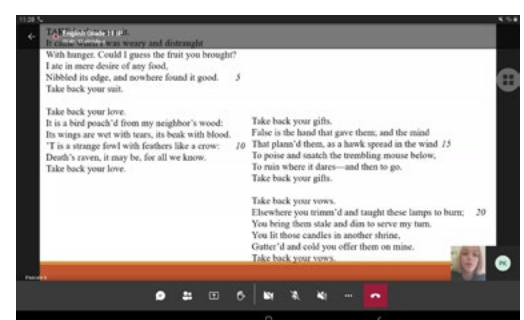 11:28
English Grade 11
TAKE
It came when I was weary and distraught
With hunger. Could I guess the fruit you brought?
I ate in mere desire of any food,
Nibbled its edge, and nowhere found it good. 5
Take back your suit.
Take back your love.
It is a bird poach'd from my neighbor's wood:
Its wings are wet with tears, its beak with blood.
'T is a strange fowl with feathers like a crow: 10
Death's raven, it may be, for all we know.
Take back your love.
Take back your gifts.
False is the hand that gave them; and the mind
That plann'd them, as a hawk spread in the wind 15
To poise and snatch the trembling mouse below,
To ruin where it dares—and then to go.
Take back your gifts.
Take back your vows.
Elsewhere you trimm'd and taught these lamps to burn; 20
You bring them stale and dim to serve my turn.
You lit those candles in another shrine,
Gutter'd and cold you offer them on mine.
Take back your vows.
PK